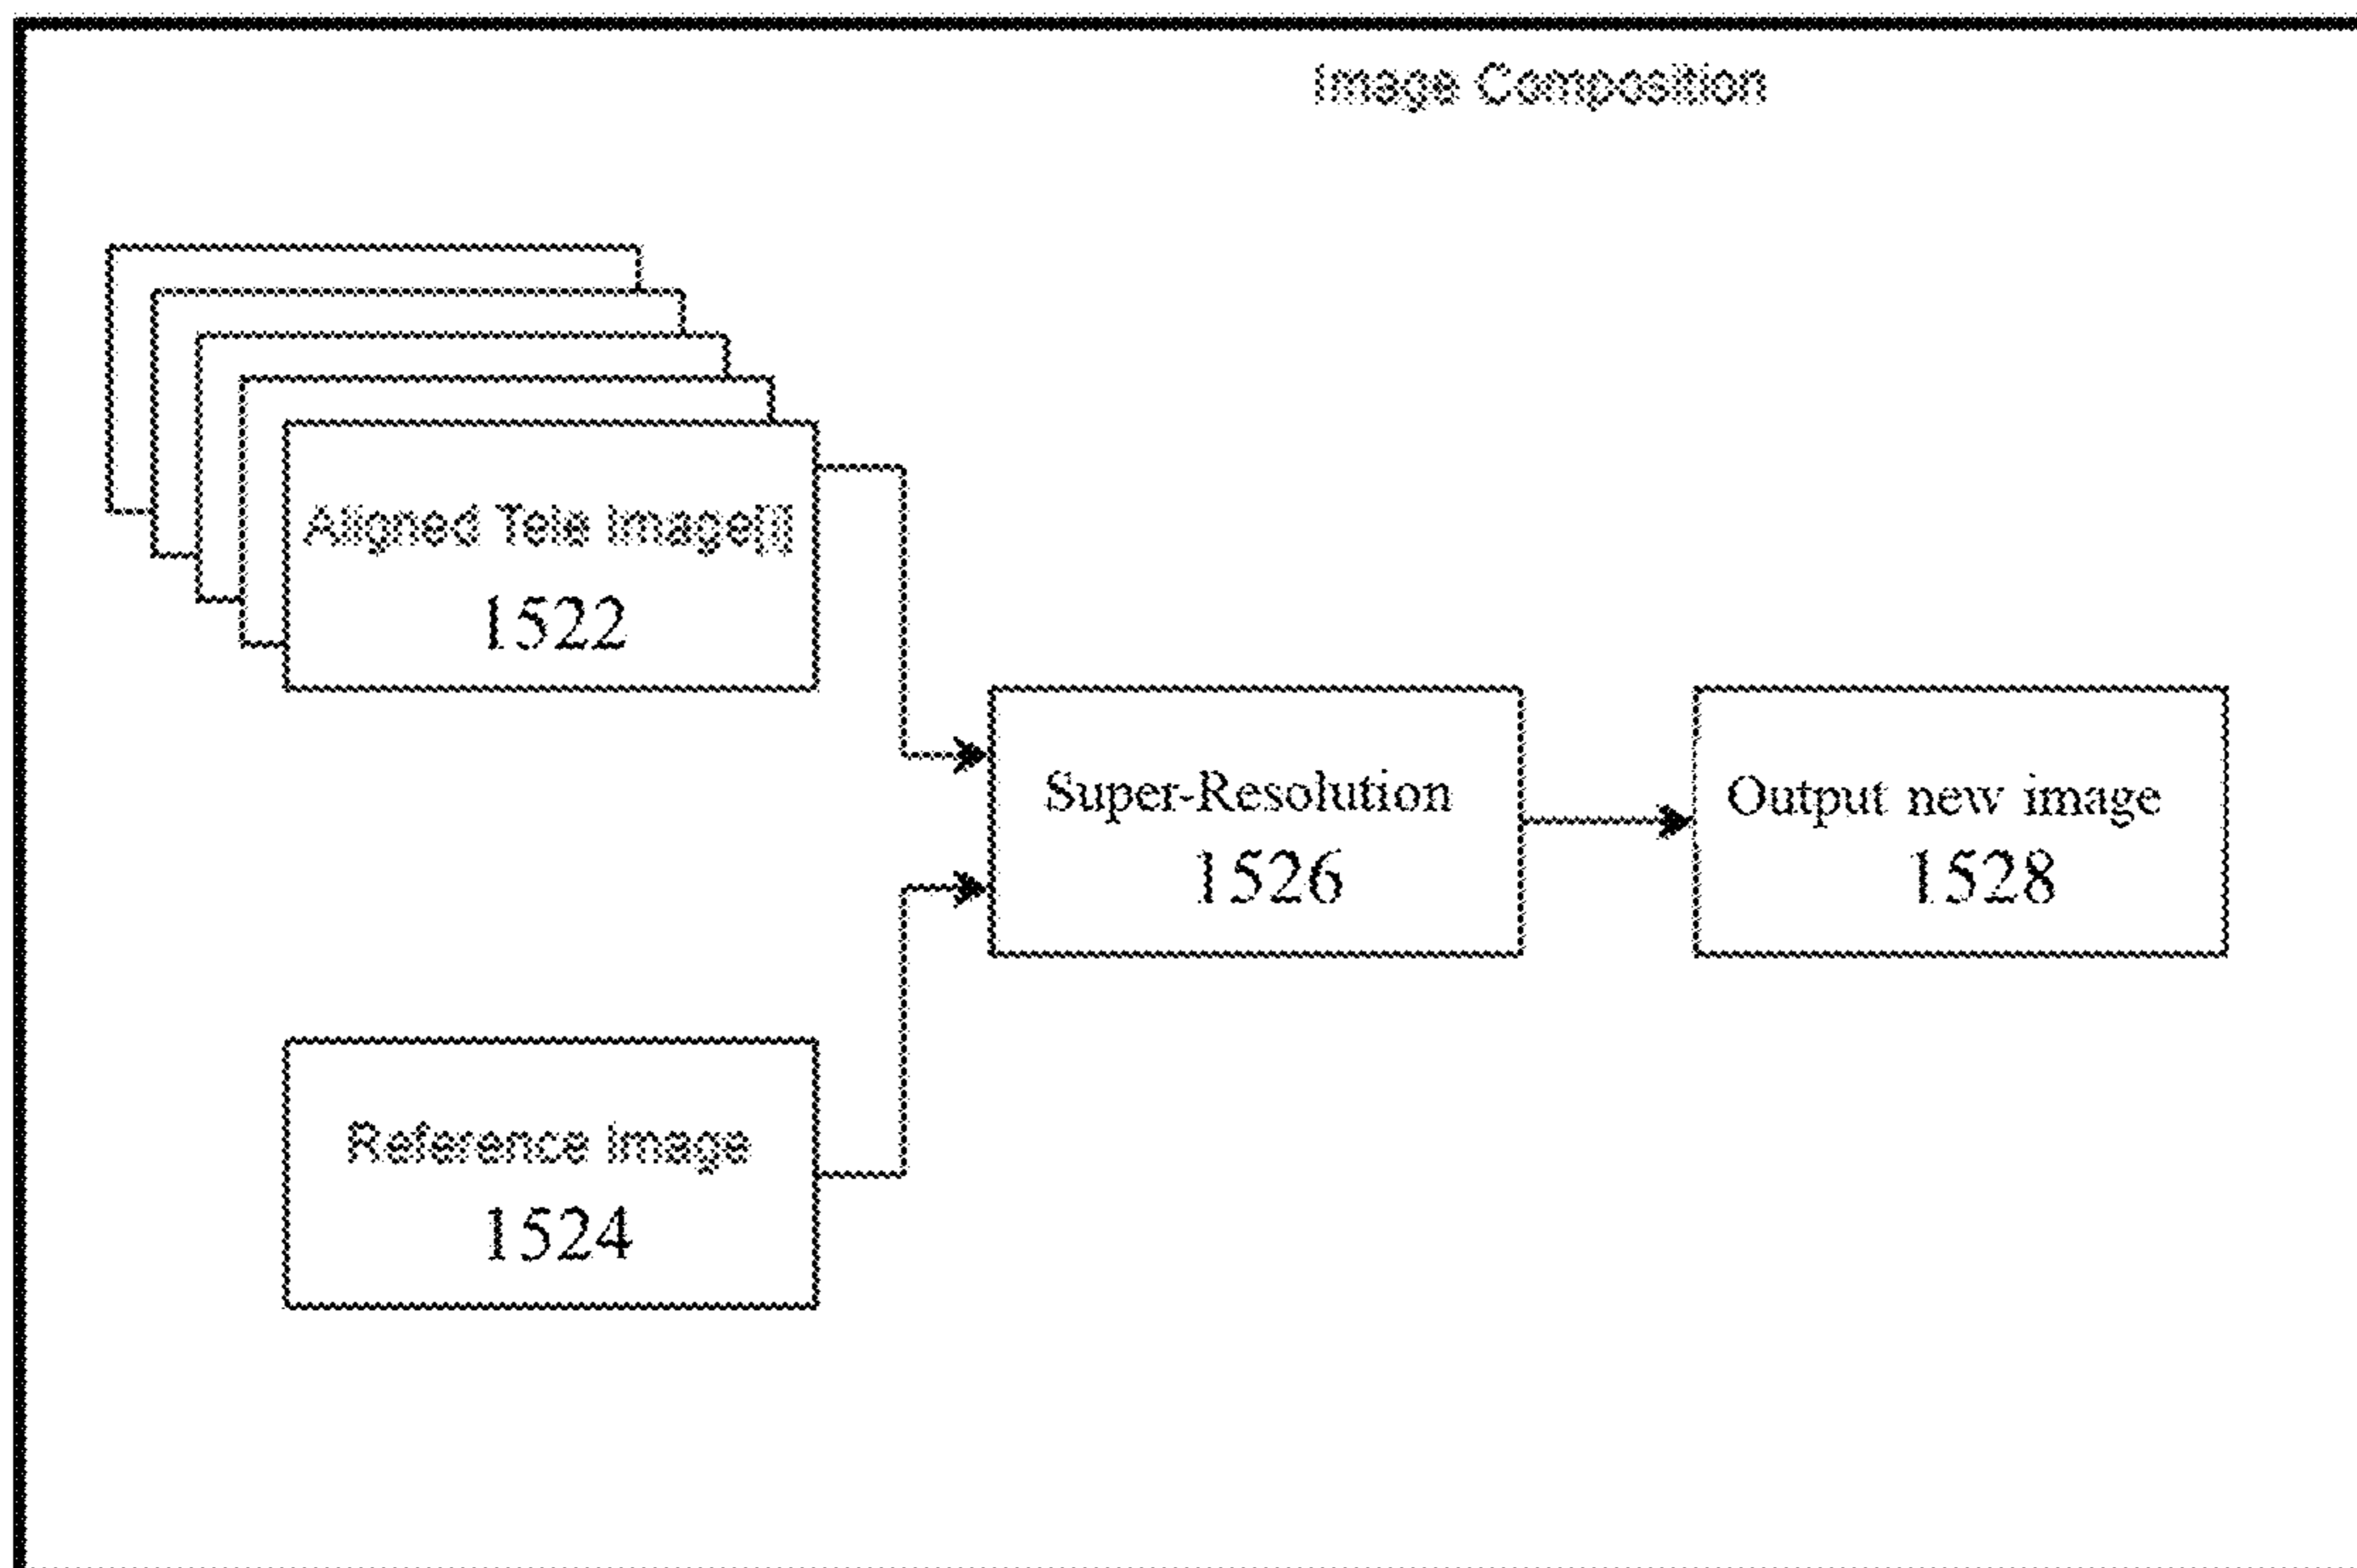 Image Composition
Aligned Tele Image[i]
1522
Super-Resolution
1526
Output new image
1528
Reference Image
1524